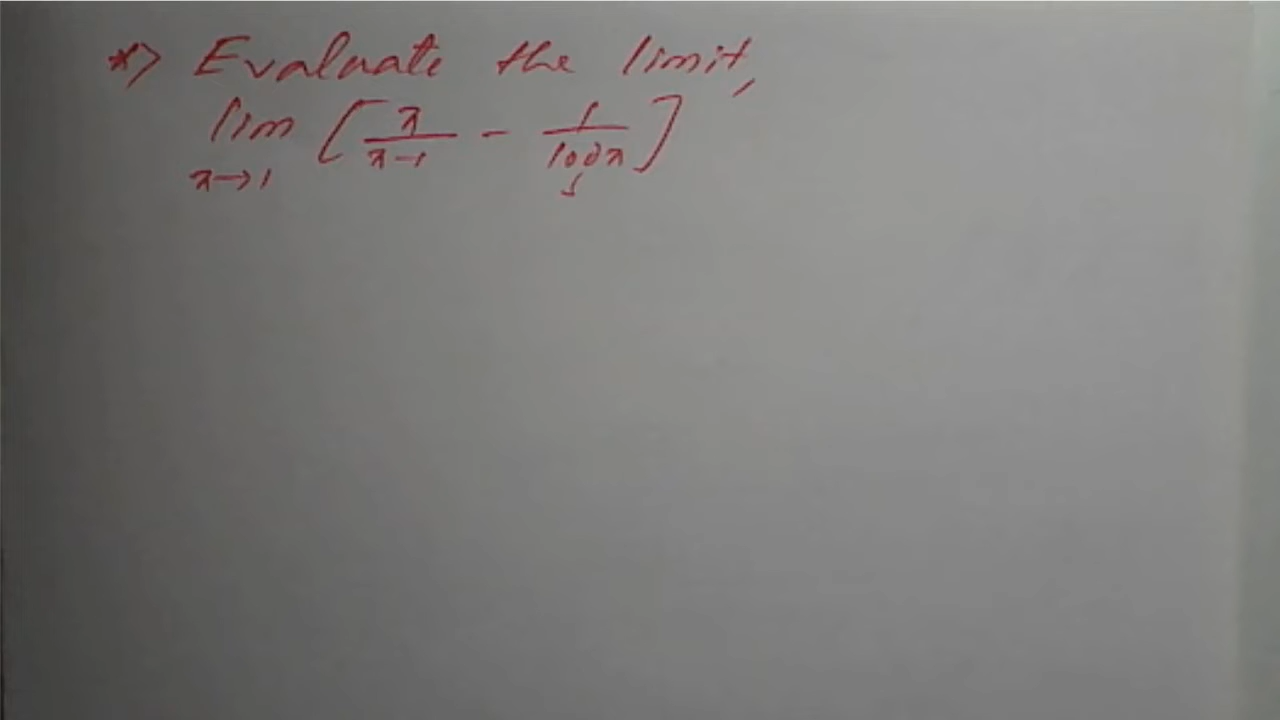 *) Evaluate the limit,
lim x→1 [x/(x-1) - 1/(log x)]